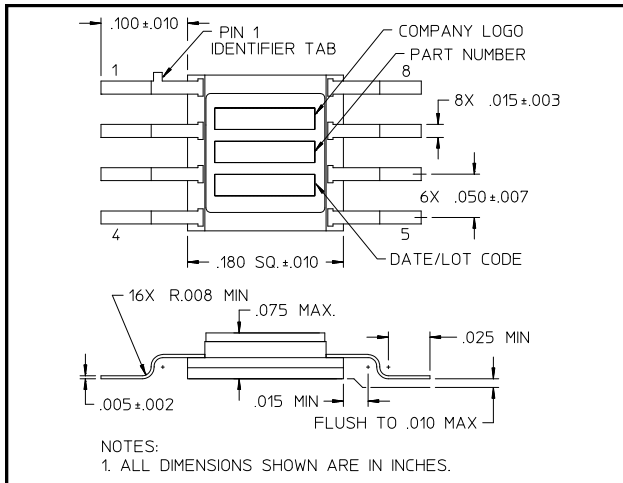 .100±.010
PIN 1
IDENTIFIER TAB
COMPANY LOGO
PART NUMBER
1
8
8X .015±.003
6X .050±.007
4
5
.180 SQ.±.010
DATE/LOT CODE
16X R.008 MIN
.075 MAX.
.025 MIN
.005±.002
.015 MIN
FLUSH TO .010 MAX
NOTES:
1. ALL DIMENSIONS SHOWN ARE IN INCHES.